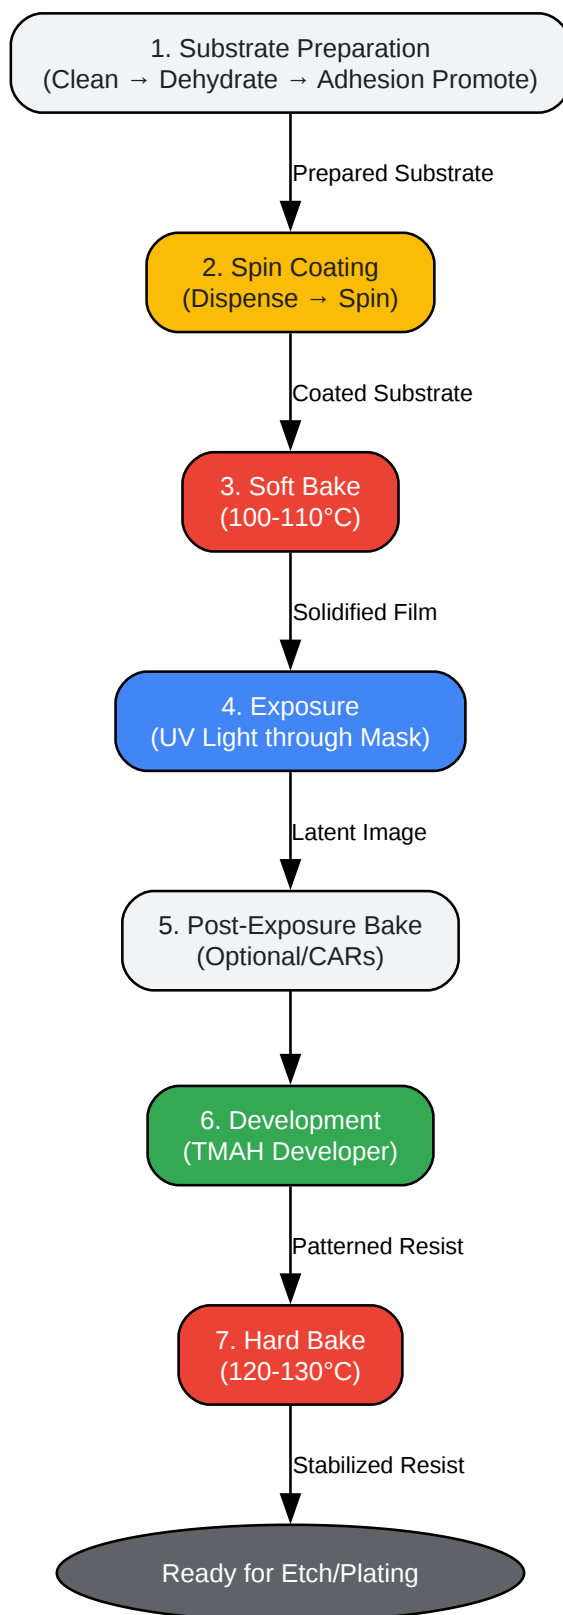 1. Substrate Preparation
(Clean → Dehydrate → Adhesion Promote)
Prepared Substrate
2. Spin Coating
(Dispense → Spin)
Coated Substrate
3. Soft Bake
(100-110°C)
Solidified Film
4. Exposure
(UV Light through Mask)
Latent Image
5. Post-Exposure Bake
(Optional/CARs)
6. Development
(TMAH Developer)
Patterned Resist
7. Hard Bake
(120-130°C)
Stabilized Resist
Ready for Etch/Plating